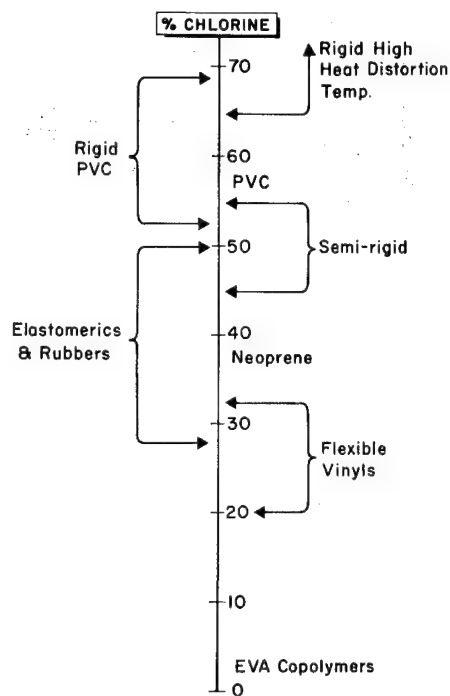 % CHLORINE
Rigid High
Heat Distortion
Temp.
70
Rigid
PVC
60
PVC
50
Semi-rigid
Elastomerics
& Rubbers
40
Neoprene
30
Flexible
Vinyls
20
10
EVA Copolymers
0